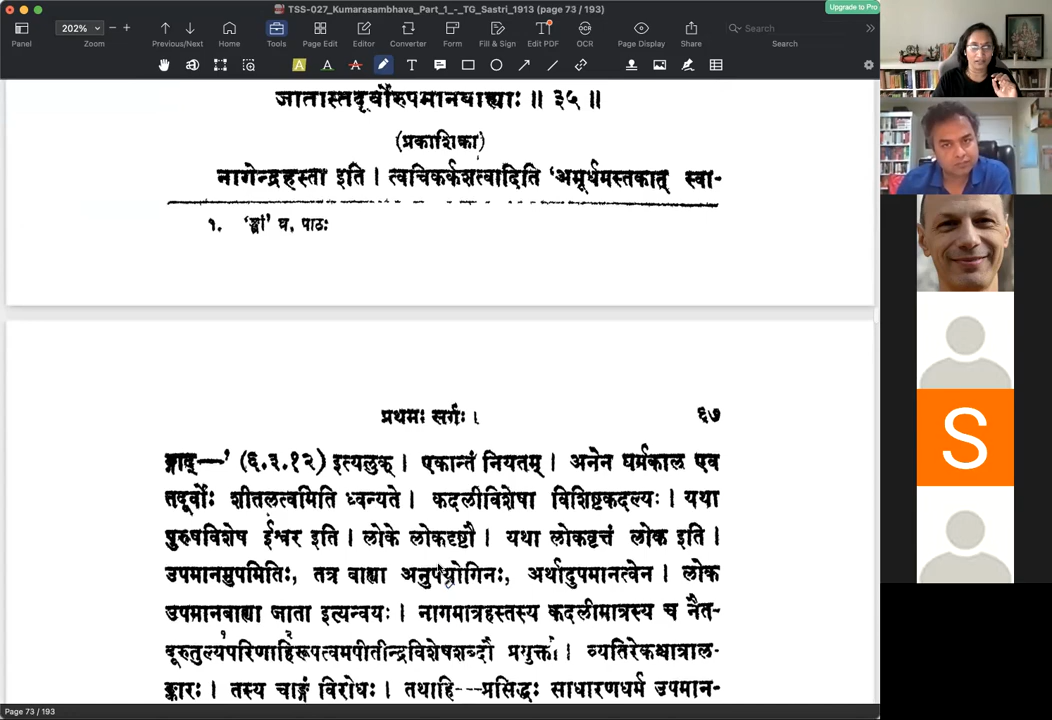 TSS-027_Kumarasambhava_Part_1_-_TG_Sastri_1913 (page 73 / 193)
Upgrade to Pro
202%
Panel Zoom Previous/Next Home Tools Page Edit Editor Converter Form Fill & Sign Edit PDF OCR Page Display Share Search
Search
जातास्तदूर्वोरुपमानबाह्याः ॥ ३५ ॥
(प्रकाशिका)
नागेन्द्रहस्ता इति । त्वचिकर्कशत्वादिति 'अमूर्धमस्तकात् स्वा-
१. 'ङ्गां' घ. पाठः
प्रथमः सर्गः । ६७
ङ्गाद्—' (६.३.१२) इत्यलुक् । एकान्तं नियतम् । अनेन घर्मकाल एव
तदूर्वोः शीतलत्वमिति ध्वन्यते । कदलीविशेषा विशिष्टकदल्यः । यथा
पुरुषविशेष ईश्वर इति । लोके लोकदृष्टौ । यथा लोकवृत्तं लोक इति ।
उपमानमुपमितिः, तत्र बाह्या अनुपयोगिनः, अर्थादुपमानत्वेन । लोक
उपमानबाह्या जाता इत्यन्वयः । नागमात्रहस्तस्य कदलीमात्रस्य च नैत-
दूरुतुल्यपरिणाहिरूपत्वमपीतीन्द्रविशेषशब्दौ प्रयुक्तौ । व्यतिरेकश्चात्राल-
ङ्कारः । तस्य चाङ्गं विरोधः । तथाहि---प्रसिद्धः साधारणधर्म उपमान-
S
Page 73 / 193